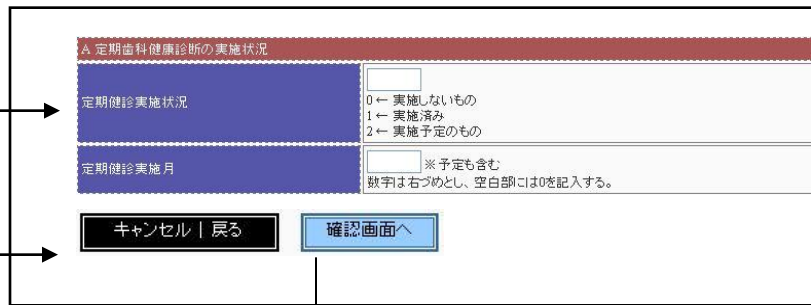 A 定期歯科健康診断の実施状況
定期健診実施状況
0← 実施しないもの
1← 実施済み
2← 実施予定のもの
定期健診実施月
※予定も含む
数字は右づめとし、空白部には0を記入する。
キャンセル | 戻る
確認画面へ